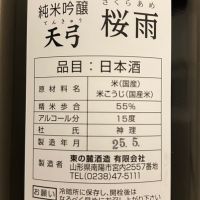 純米吟醸
てんきゅう
天弓
さくらあめ
桜雨
品目：日本酒
原材料名 米(国産) 米こうじ(国産米)
精米歩合 55%
アルコール分 15度
杜氏 神理
製造年月 25.5.
東の麓酒造 有限会社
山形県南陽市宮内2557
TEL(0238)47-5111
お願い 冷暗所に保存し、開栓後は
なるべく早めにお召し上がり下さい